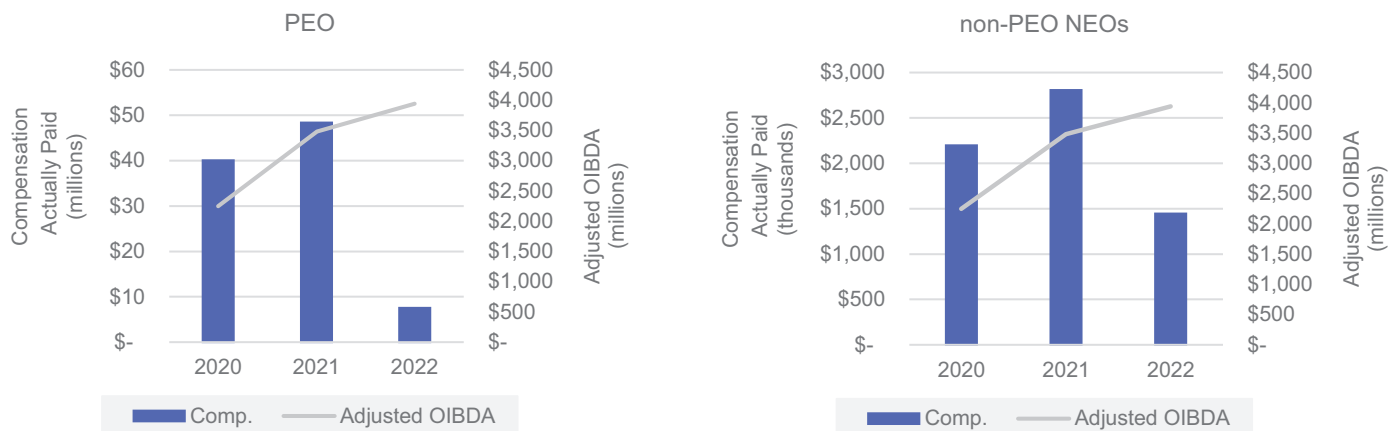 PEO
Compensation
Actually Paid
(millions)
$60
$50
$40
$30
$20
$10
$-
$4,500
$4,000
$3,500
$3,000
$2,500
$2,000
$1,500
$1,000
$500
$-
Adjusted OIBDA
(millions)
2020 2021 2022
Comp. Adjusted OIBDA
non-PEO NEOs
Compensation
Actually Paid
(thousands)
$3,000
$2,500
$2,000
$1,500
$1,000
$500
$-
$4,500
$4,000
$3,500
$3,000
$2,500
$2,000
$1,500
$1,000
$500
$-
Adjusted OIBDA
(millions)
2020 2021 2022
Comp. Adjusted OIBDA